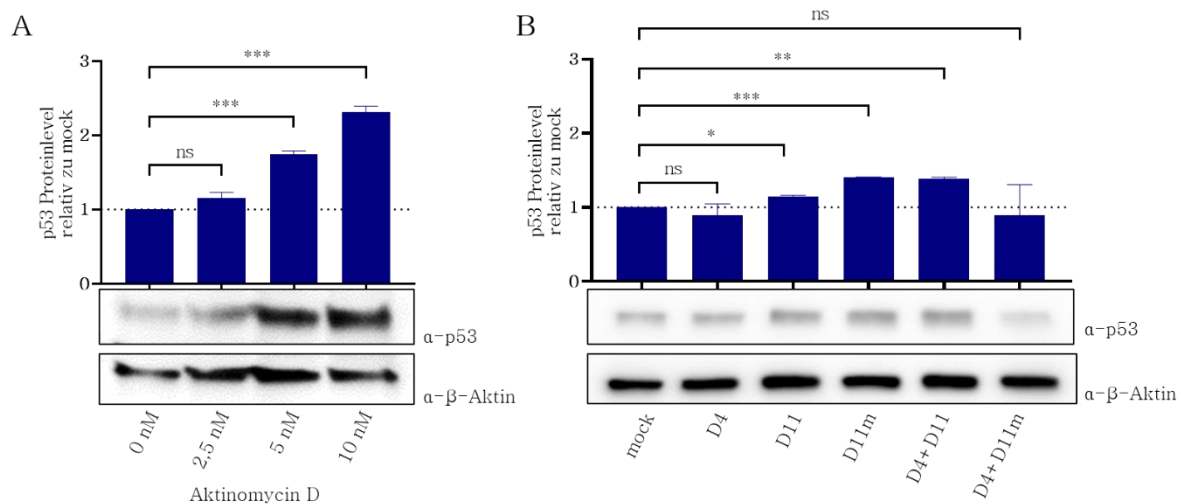 A
p53 Proteinlevel
relativ zu mock
3
2
1
0
***
***
ns
α-p53
α-β-Aktin
0 nM
2,5 nM
5 nM
10 nM
Aktinomycin D
B
p53 Proteinlevel
relativ zu mock
3
2
1
0
ns
**
***
*
ns
α-p53
α-β-Aktin
mock
D4
D11
D11m
D4+D11
D4+D11m